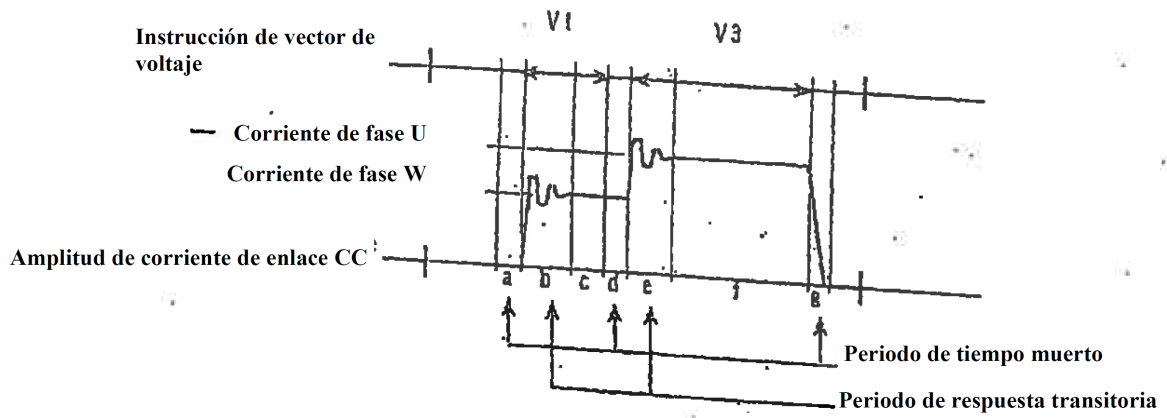 V1
V3
Instrucción de vector de
voltaje
Corriente de fase U
Corriente de fase W
Amplitud de corriente de enlace CC
a b c d e f g
Periodo de tiempo muerto
Periodo de respuesta transitoria